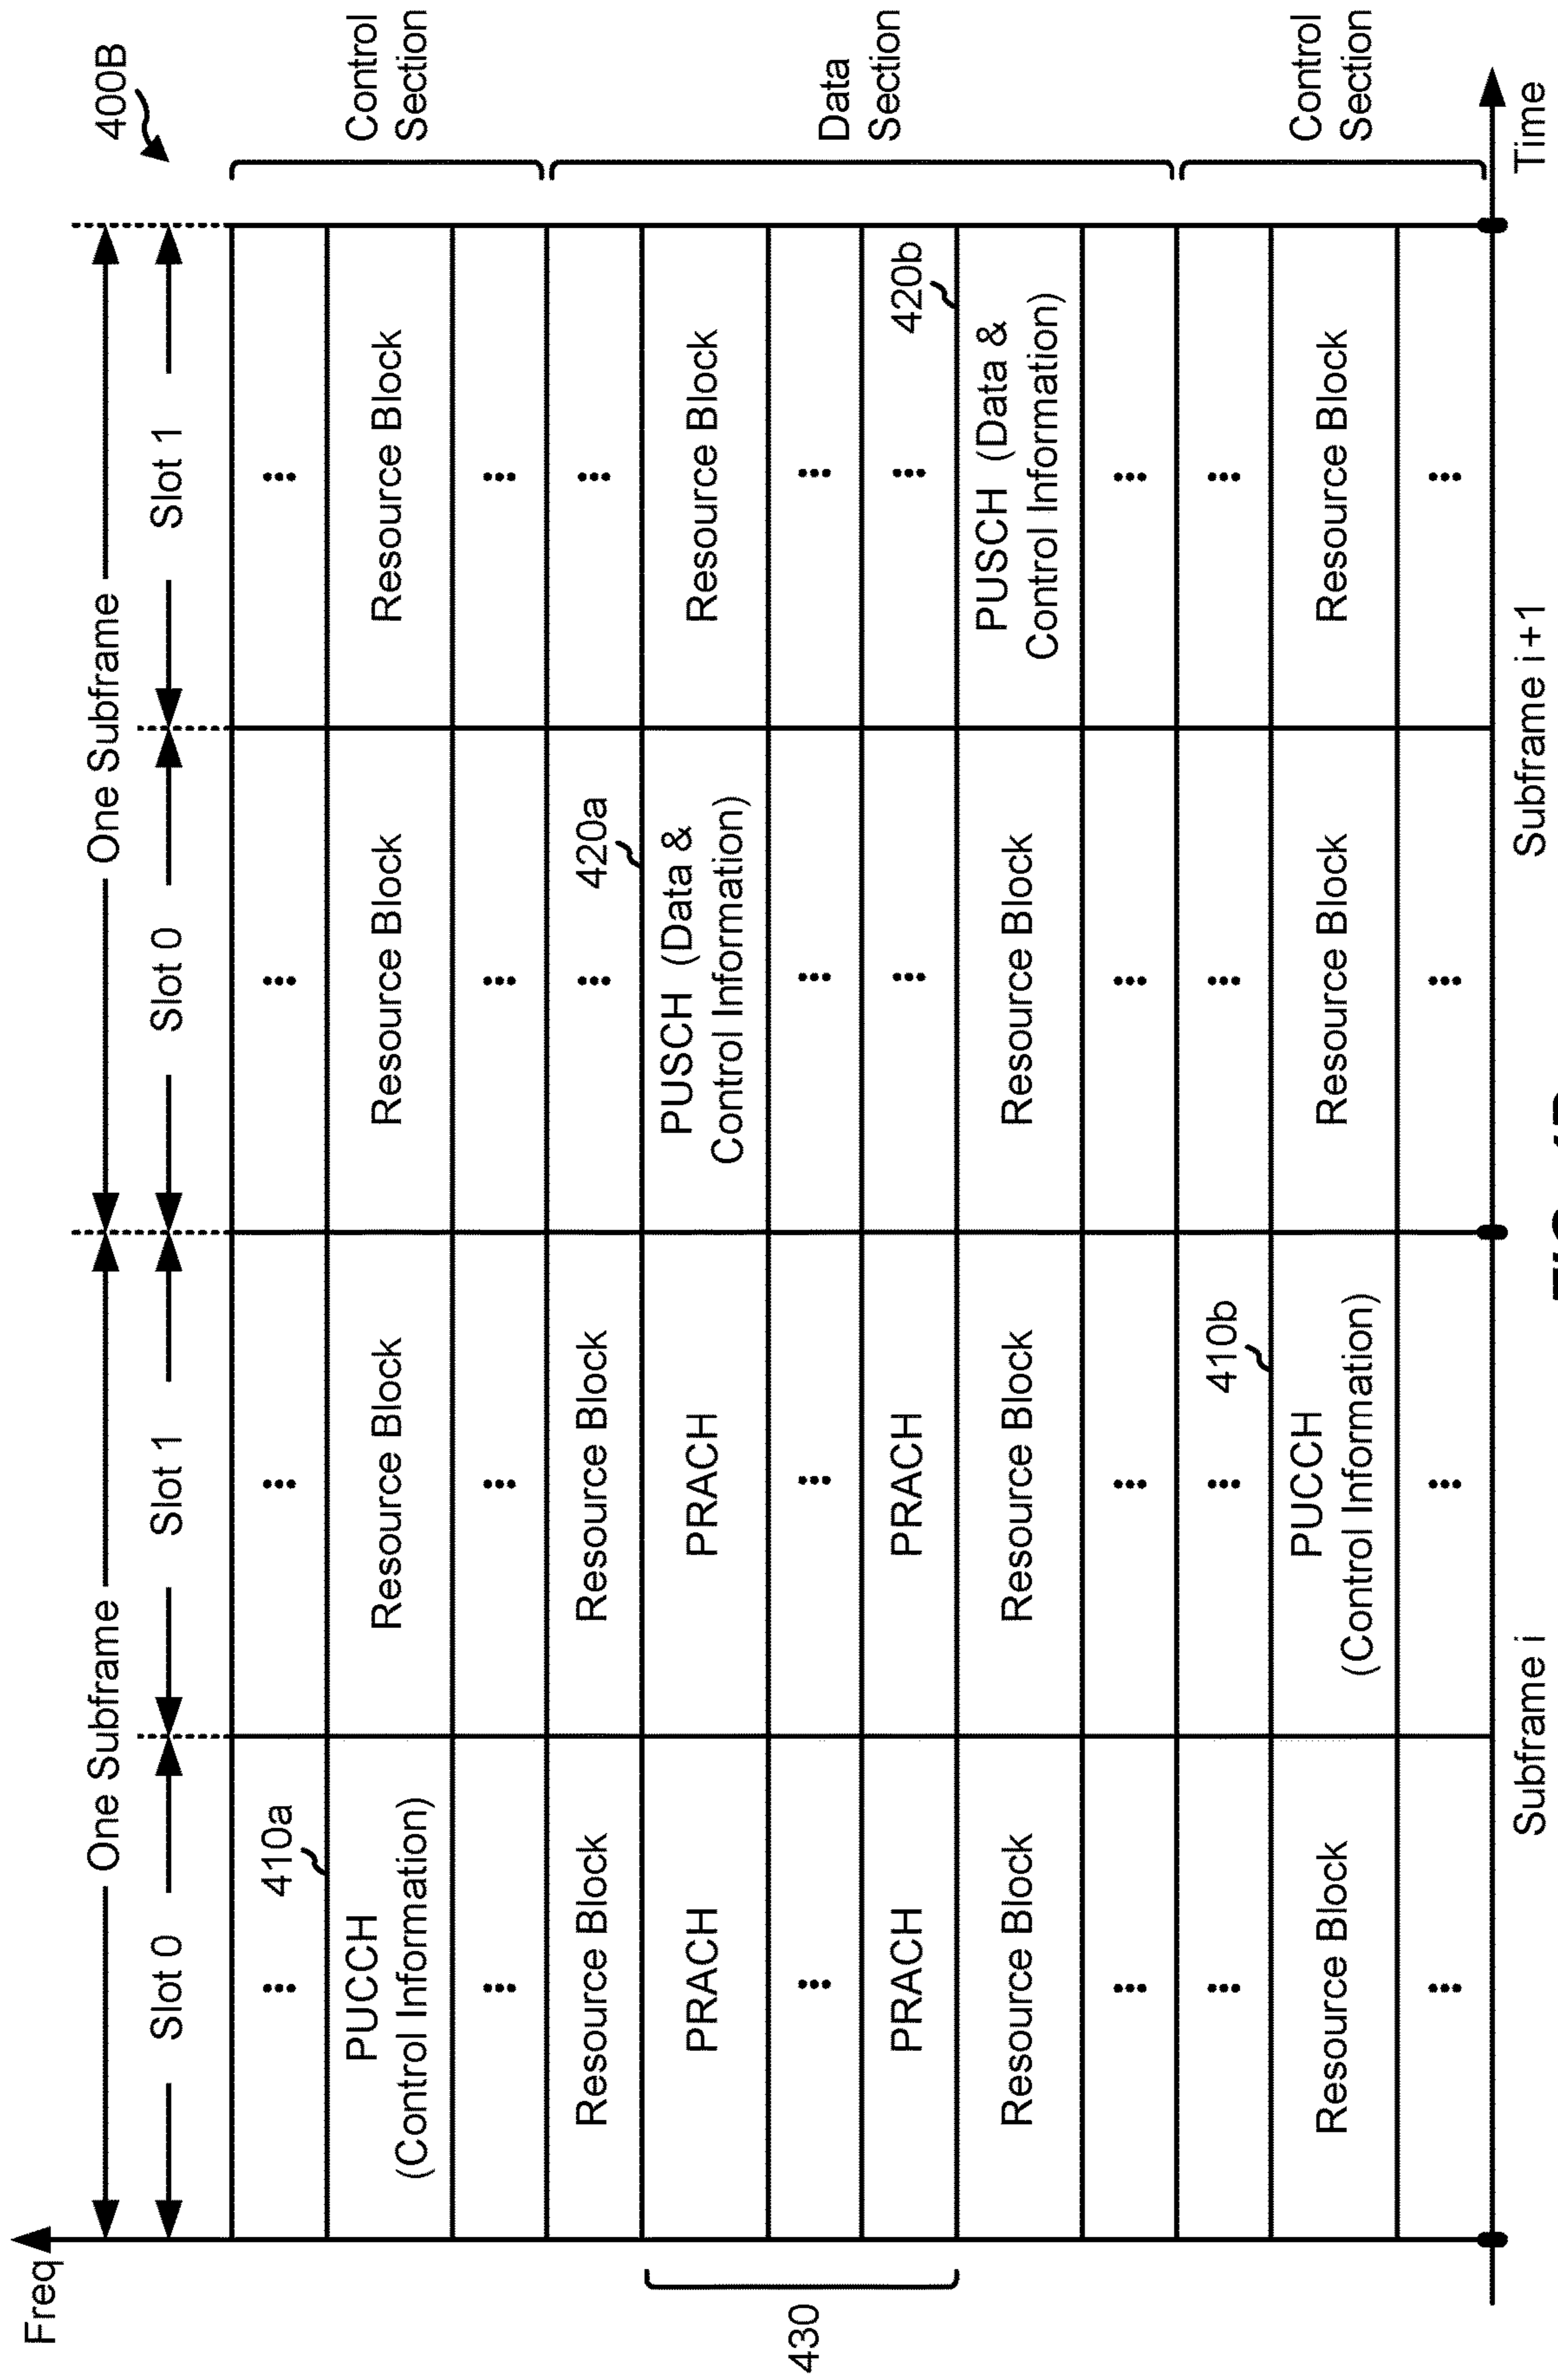 400B
Freq
One Subframe
One Subframe
Slot 0
Slot 1
Slot 0
Slot 1
⋮
410a
⋮
⋮
⋮
PUCCH
(Control Information)
Resource Block
Resource Block
Resource Block
Control
Section
⋮
⋮
⋮
⋮
Resource Block
Resource Block
⋮
420a
⋮
PRACH
PRACH
PUSCH (Data &
Control Information)
Resource Block
430
⋮
⋮
⋮
⋮
Data
Section
PRACH
PRACH
⋮
⋮
420b
Resource Block
Resource Block
Resource Block
PUSCH (Data &
Control Information)
⋮
⋮
⋮
⋮
⋮
⋮
410b
⋮
⋮
Resource Block
PUCCH
(Control Information)
Resource Block
Resource Block
Control
Section
⋮
⋮
⋮
⋮
Subframe i
Subframe i+1
Time